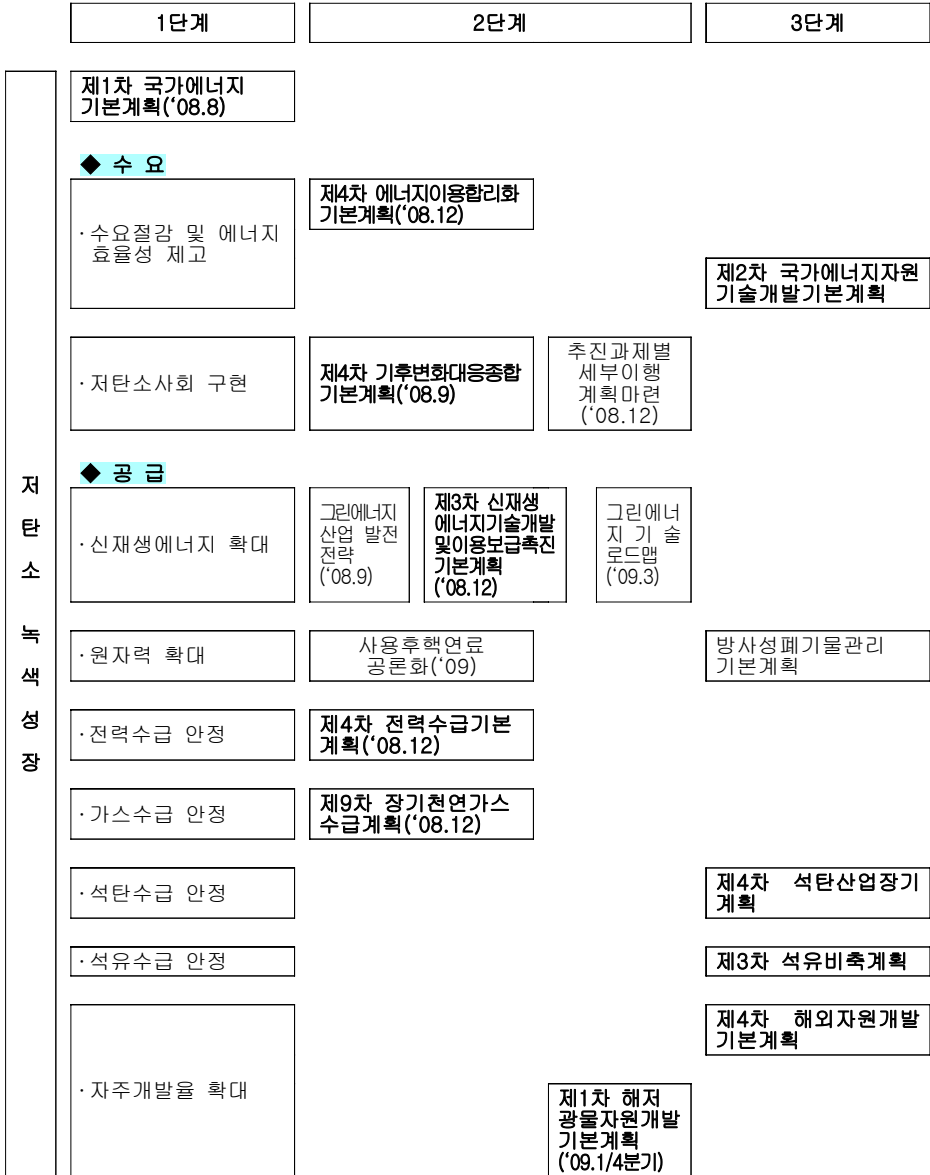 1단계
2단계
3단계
저
탄
소
녹
색
성
장
제1차 국가에너지
기본계획(‘08.8)
◆ 수 요
·수요절감 및 에너지
효율성 제고
제4차 에너지이용합리화
기본계획(‘08.12)
제2차 국가에너지자원
기술개발기본계획
·저탄소사회 구현
제4차 기후변화대응종합
기본계획(‘08.9)
추진과제별
세부이행
계획마련
(‘08.12)
◆ 공 급
·신재생에너지 확대
그린에너지
산업 발전
전략
(‘08.9)
제3차 신재생
에너지기술개발
및이용보급촉진
기본계획
(‘08.12)
그린에너
지 기 술
로드맵
(‘09.3)
·원자력 확대
사용후핵연료
공론화(‘09)
방사성폐기물관리
기본계획
·전력수급 안정
제4차 전력수급기본
계획(‘08.12)
·가스수급 안정
제9차 장기천연가스
수급계획(‘08.12)
·석탄수급 안정
제4차 석탄산업장기
계획
·석유수급 안정
제3차 석유비축계획
·자주개발율 확대
제4차 해외자원개발
기본계획
제1차 해저
광물자원개발
기본계획
(‘09.1/4분기)